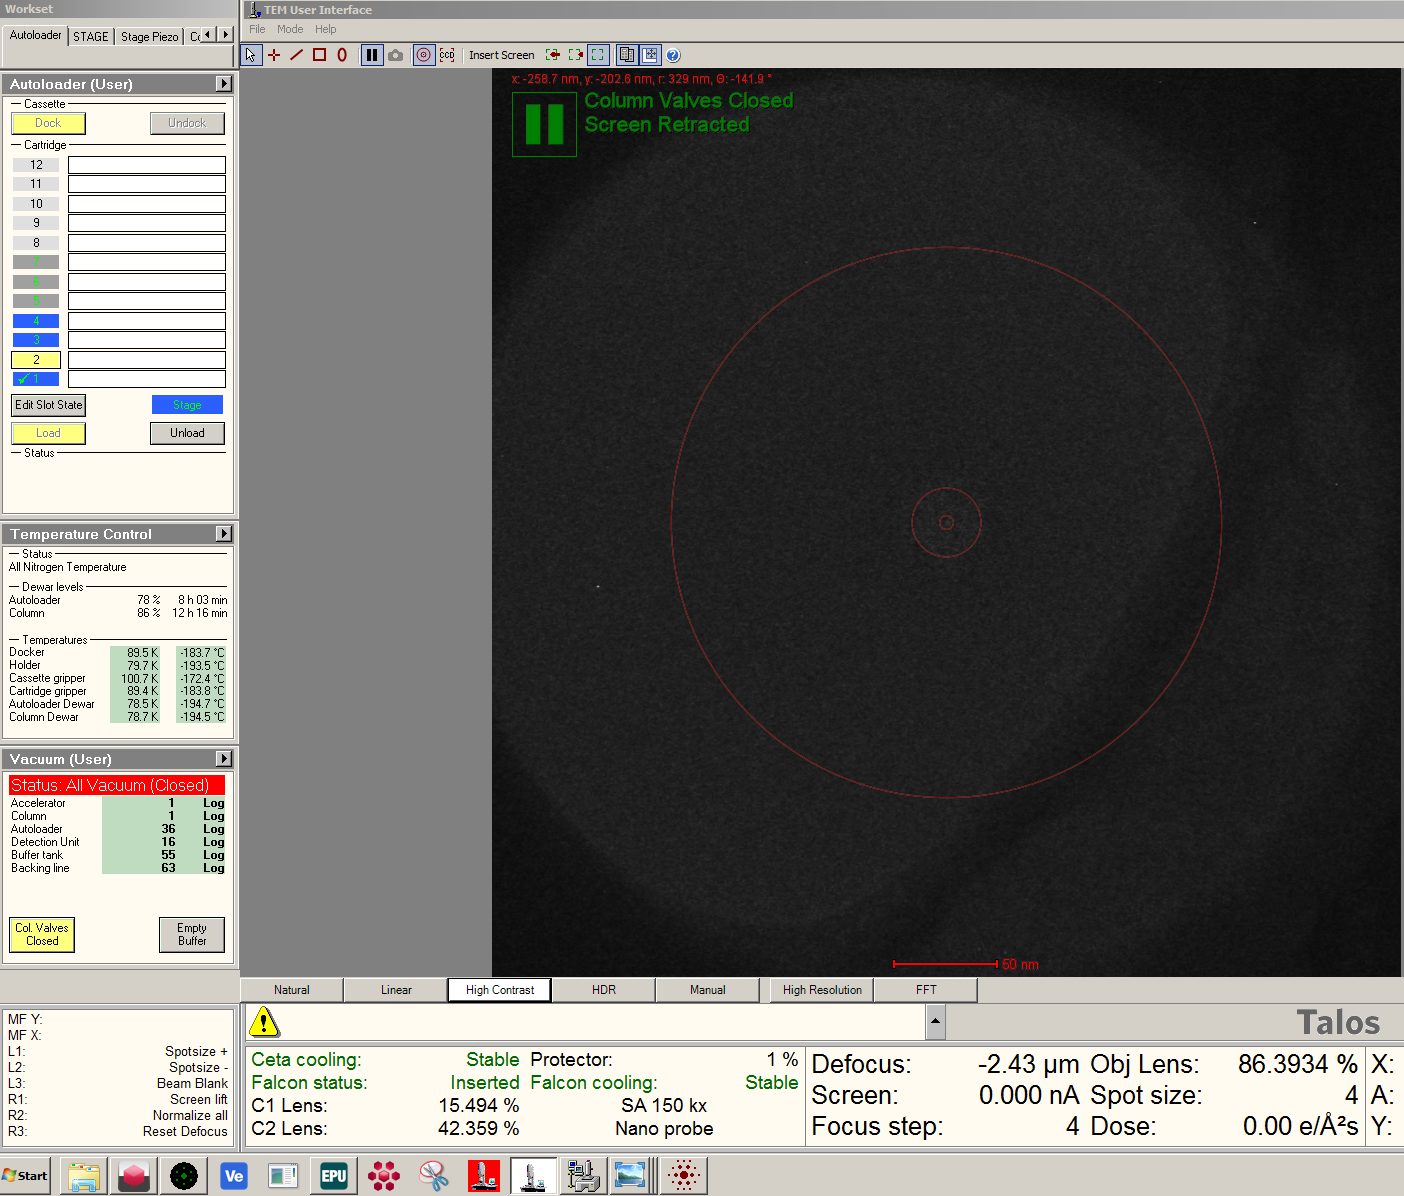 Workset
TEM User Interface
Autoloader STAGE Stage Piezo
File Mode Help
Insert Screen
Autoloader (User)
Cassette
Dock Undock
Cartridge
12
11
10
9
8
7
6
5
4
3
2
1
Edit Slot State Stage
Load Unload
Status
x: -258.7 nm, y: -202.6 nm, r: 329 nm, Θ: -141.9 °
Column Valves Closed
Screen Retracted
50 nm
Temperature Control
Status
All Nitrogen Temperature
Dewar levels
Autoloader 78 % 8 h 03 min
Column 86 % 12 h 16 min
Temperatures
Docker 89.5 K -183.7 °C
Holder 79.7 K -193.5 °C
Cassette gripper 100.7 K -172.4 °C
Cartridge gripper 89.4 K -183.8 °C
Autoloader Dewar 78.5 K -194.7 °C
Column Dewar 78.7 K -194.5 °C
Vacuum (User)
Status: All Vacuum (Closed)
Accelerator 1 Log
Column 1 Log
Autoloader 36 Log
Detection Unit 16 Log
Buffer tank 55 Log
Backing line 63 Log
Col. Valves
Closed
Empty
Buffer
Natural Linear High Contrast HDR Manual High Resolution FFT
MF Y:
MF X:
L1: Spotsize +
L2: Spotsize -
L3: Beam Blank
R1: Screen lift
R2: Normalize all
R3: Reset Defocus
Talos
Ceta cooling: Stable Protector: 1 %
Falcon status: Inserted Falcon cooling: Stable
C1 Lens: 15.494 % SA 150 kx
C2 Lens: 42.359 % Nano probe
Defocus: -2.43 µm Obj Lens: 86.3934 % X:
Screen: 0.000 nA Spot size: 4 A:
Focus step: 4 Dose: 0.00 e/Å²s Y:
Start Ve EPU